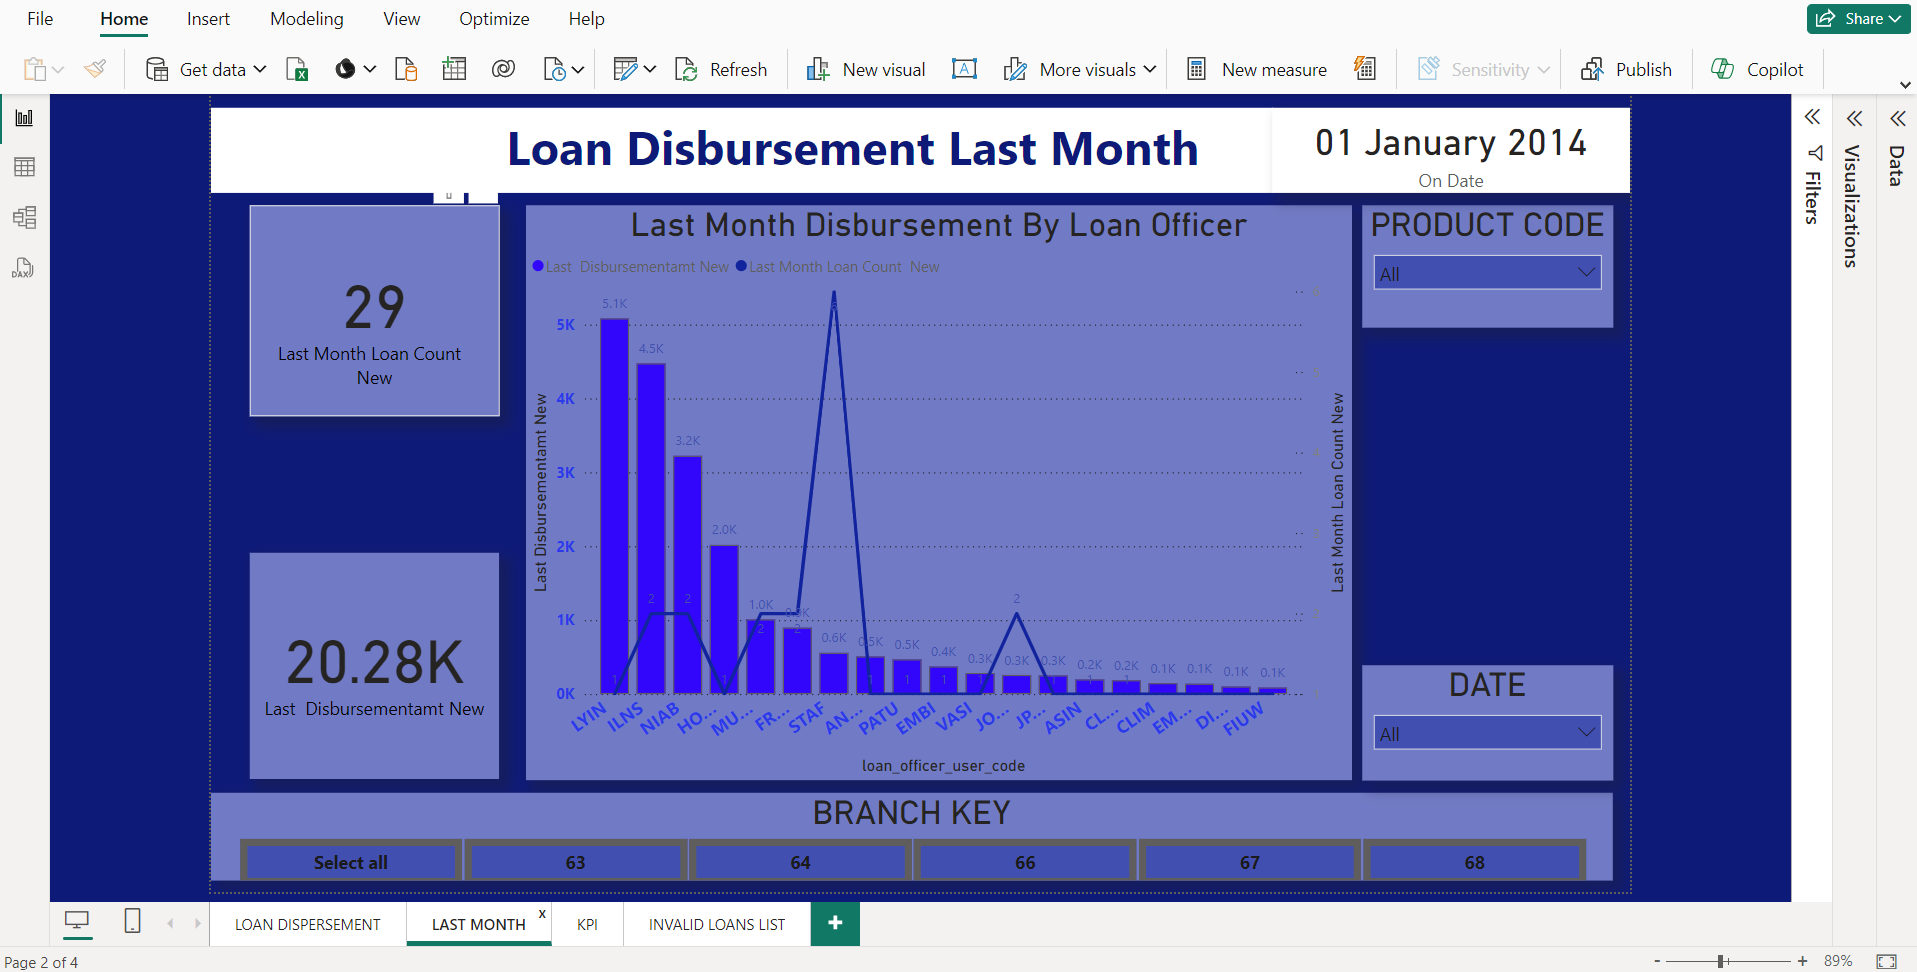 File Home Insert Modeling View Optimize Help Share
Get data Refresh New visual More visuals New measure Sensitivity Publish Copilot
Loan Disbursement Last Month
01 January 2014
On Date
29
Last Month Loan Count
New
20.28K
Last Disbursementamt New
Last Month Disbursement By Loan Officer
Last Disbursementamt New Last Month Loan Count New
Last Disbursementamt New
5K
4K
3K
2K
1K
0K
5.1K
4.5K
3.2K
2.0K
1.0K
0.6K
0.5K
0.4K
0.3K
0.3K
0.3K
0.2K
0.2K
0.1K
0.1K
0.1K
0.1K
1 2 2 1 2 2 1 1 1 1 2 1 1 1
LYIN ILNS NIAB HO... MU... FR... STAF AN... PATU EMBI VASI JO... JP... ASIN CL... CLIM EM... DI... FIUW
loan_officer_user_code
Last Month Loan Count New
PRODUCT CODE
All
DATE
All
BRANCH KEY
Select all 63 64 66 67 68
Filters
Visualizations
Data
DAX
LOAN DISPERSEMENT LAST MONTH x KPI INVALID LOANS LIST +
Page 2 of 4
- + 89%